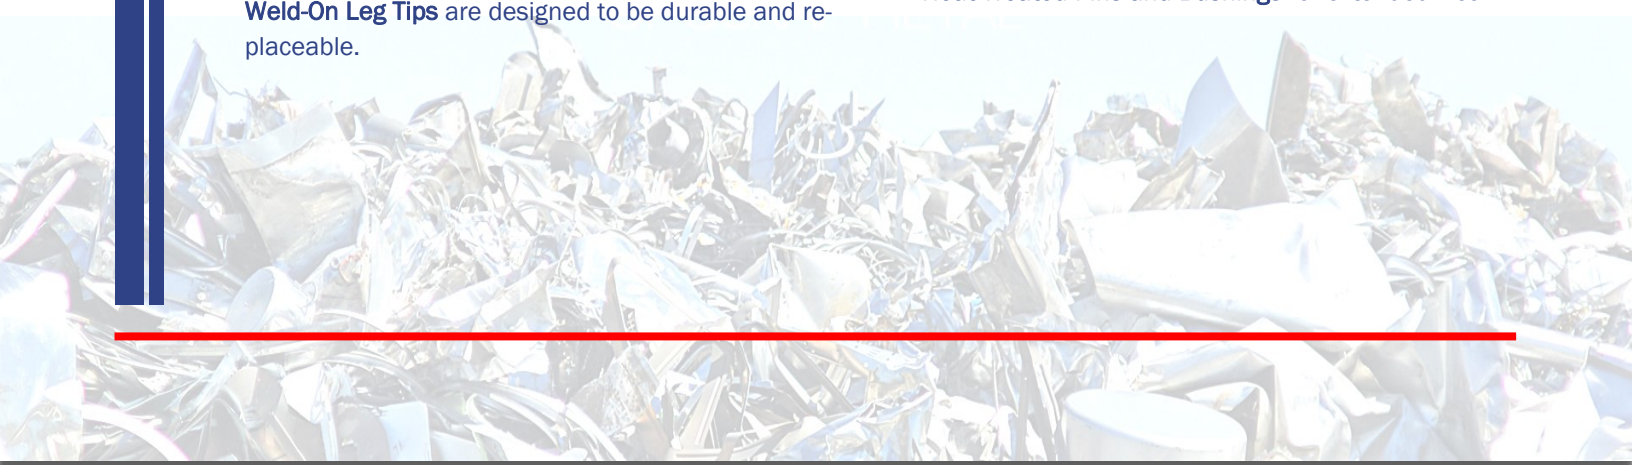 Weld-On Leg Tips are designed to be durable and re-
placeable.